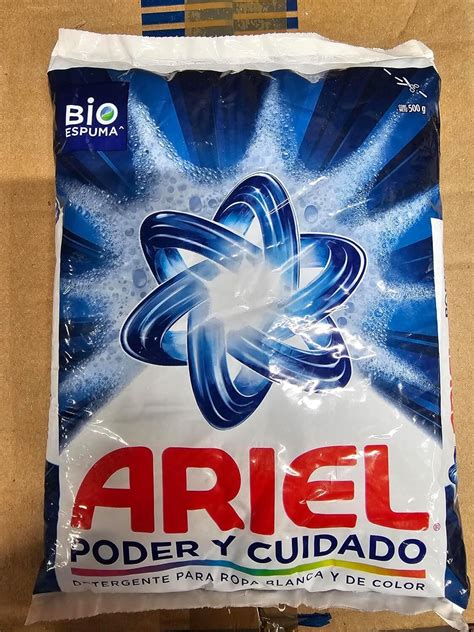 BiO
ESPUMA^
500 g
ARIEL®
PODER Y CUIDADO
DETERGENTE PARA ROPA BLANCA Y DE COLOR